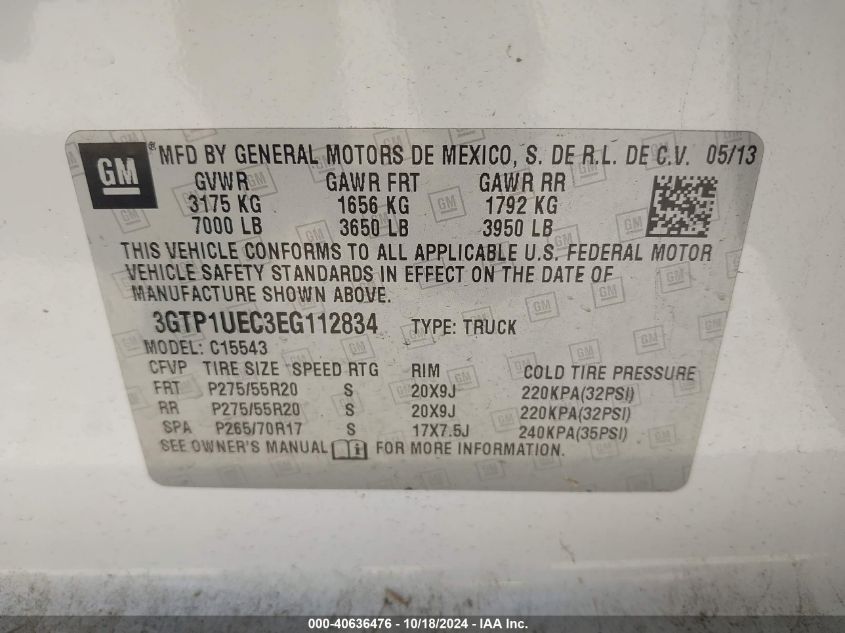 GM ® MFD BY GENERAL MOTORS DE MEXICO, S. DE R.L. DE C.V. 05/13
GVWR GAWR FRT GAWR RR
3175 KG 1656 KG 1792 KG
7000 LB 3650 LB 3950 LB
THIS VEHICLE CONFORMS TO ALL APPLICABLE U.S. FEDERAL MOTOR
VEHICLE SAFETY STANDARDS IN EFFECT ON THE DATE OF
MANUFACTURE SHOWN ABOVE.
3GTP1UEC3EG112834 TYPE: TRUCK
MODEL: C15543
CFVP TIRE SIZE SPEED RTG RIM COLD TIRE PRESSURE
FRT P275/55R20 S 20X9J 220KPA(32PSI)
RR P275/55R20 S 20X9J 220KPA(32PSI)
SPA P265/70R17 S 17X7.5J 240KPA(35PSI)
SEE OWNER'S MANUAL FOR MORE INFORMATION.
000-40636476 - 10/18/2024 - IAA Inc.